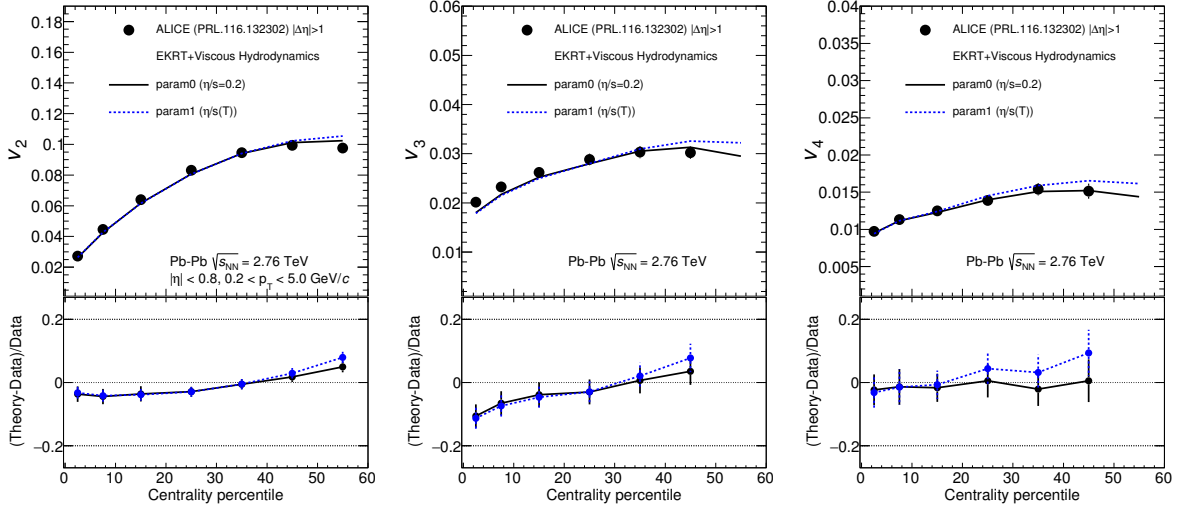 0.18
0.16
0.14
0.12
0.1
0.08
0.06
0.04
0.02
v2
ALICE (PRL.116.132302) |Δη|>1
EKRT+Viscous Hydrodynamics
param0 (η/s=0.2)
param1 (η/s(T))
Pb-Pb √sNN = 2.76 TeV
|η| < 0.8, 0.2 < pT < 5.0 GeV/c
0.2
0
−0.2
(Theory-Data)/Data
0 10 20 30 40 50 60
Centrality percentile
0.06
0.05
0.04
0.03
0.02
0.01
v3
ALICE (PRL.116.132302) |Δη|>1
EKRT+Viscous Hydrodynamics
param0 (η/s=0.2)
param1 (η/s(T))
Pb-Pb √sNN = 2.76 TeV
0.2
0
−0.2
(Theory-Data)/Data
0 10 20 30 40 50 60
Centrality percentile
0.04
0.035
0.03
0.025
0.02
0.015
0.01
0.005
v4
ALICE (PRL.116.132302) |Δη|>1
EKRT+Viscous Hydrodynamics
param0 (η/s=0.2)
param1 (η/s(T))
Pb-Pb √sNN = 2.76 TeV
0.2
0
−0.2
(Theory-Data)/Data
0 10 20 30 40 50 60
Centrality percentile